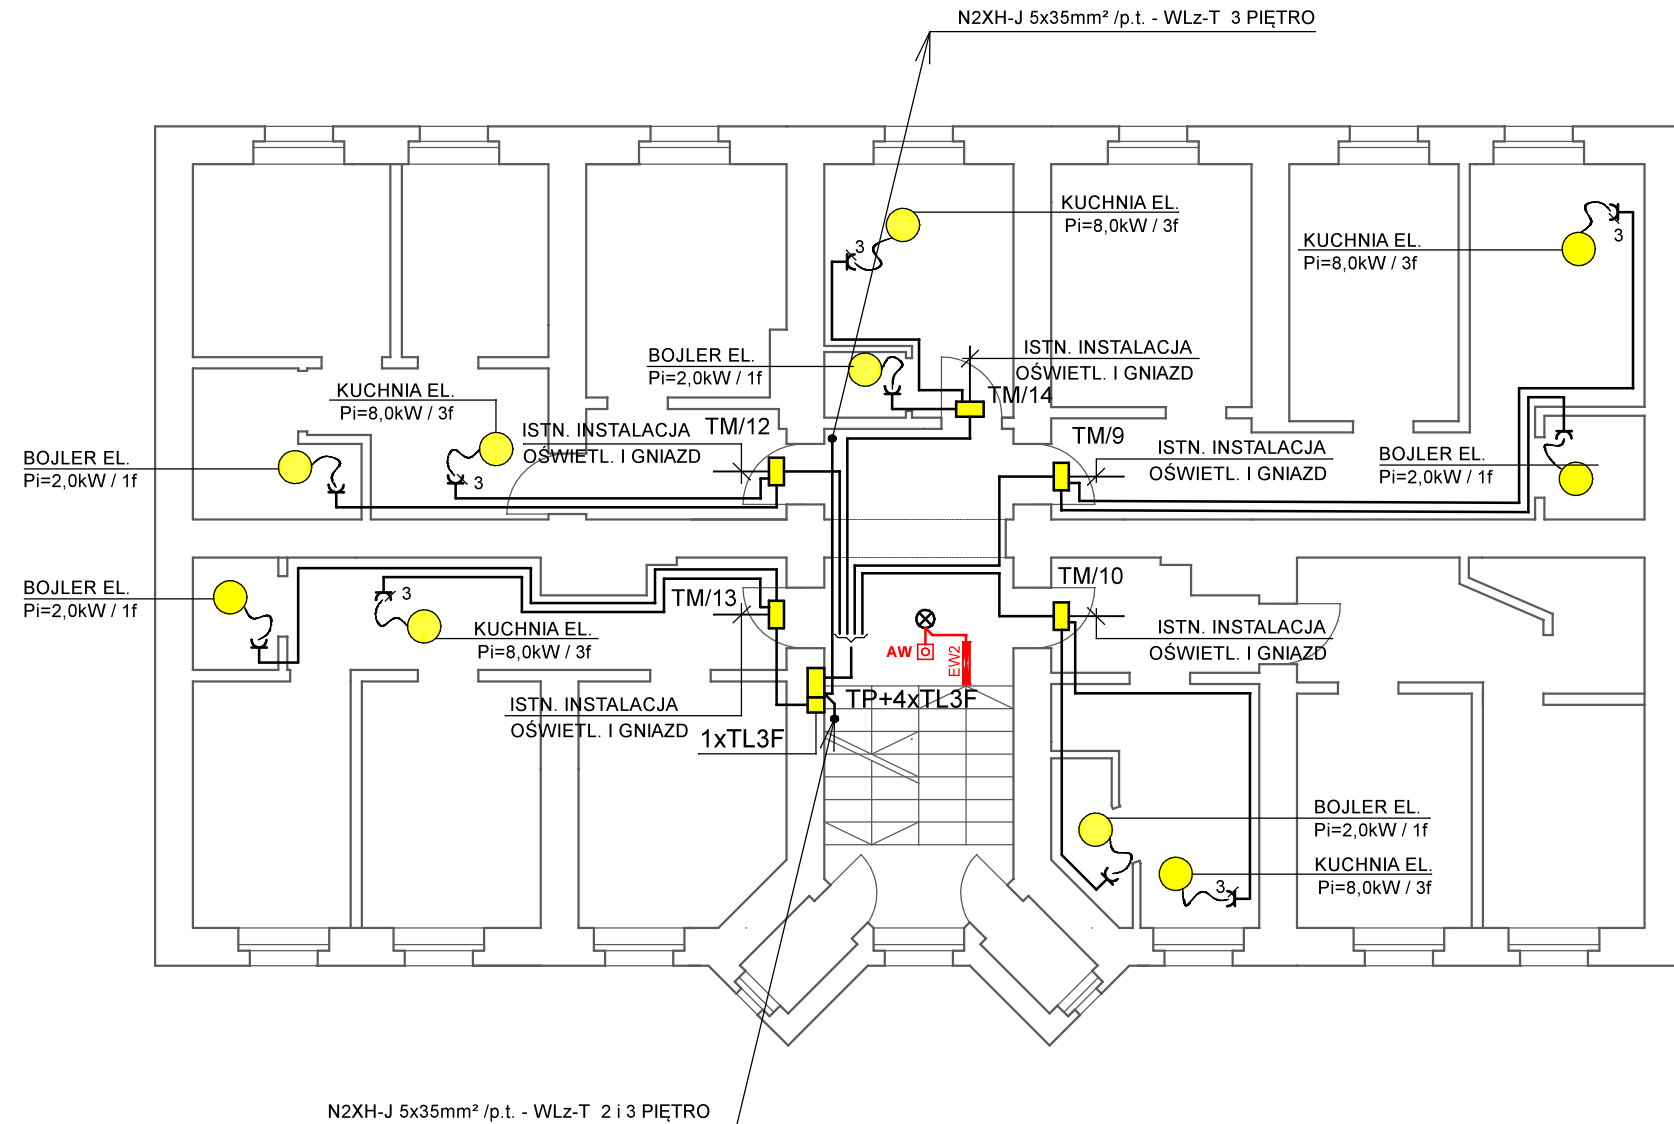 N2XH-J 5x35mm² /p.t. - WLz-T  3 PIĘTRO
KUCHNIA EL.
Pi=8,0kW / 3f
3
KUCHNIA EL.
Pi=8,0kW / 3f
3
BOJLER EL.
Pi=2,0kW / 1f
ISTN. INSTALACJA
OŚWIETL. I GNIAZD
TM/14
KUCHNIA EL.
Pi=8,0kW / 3f
3
ISTN. INSTALACJA
OŚWIETL. I GNIAZD
TM/12
TM/9
ISTN. INSTALACJA
OŚWIETL. I GNIAZD
BOJLER EL.
Pi=2,0kW / 1f
BOJLER EL.
Pi=2,0kW / 1f
BOJLER EL.
Pi=2,0kW / 1f
3
KUCHNIA EL.
Pi=8,0kW / 3f
TM/13
TM/10
ISTN. INSTALACJA
OŚWIETL. I GNIAZD
AW
EW2
ISTN. INSTALACJA
OŚWIETL. I GNIAZD
TP+4xTL3F
1xTL3F
BOJLER EL.
Pi=2,0kW / 1f
KUCHNIA EL.
Pi=8,0kW / 3f
3
N2XH-J 5x35mm² /p.t. - WLz-T  2 i 3 PIĘTRO